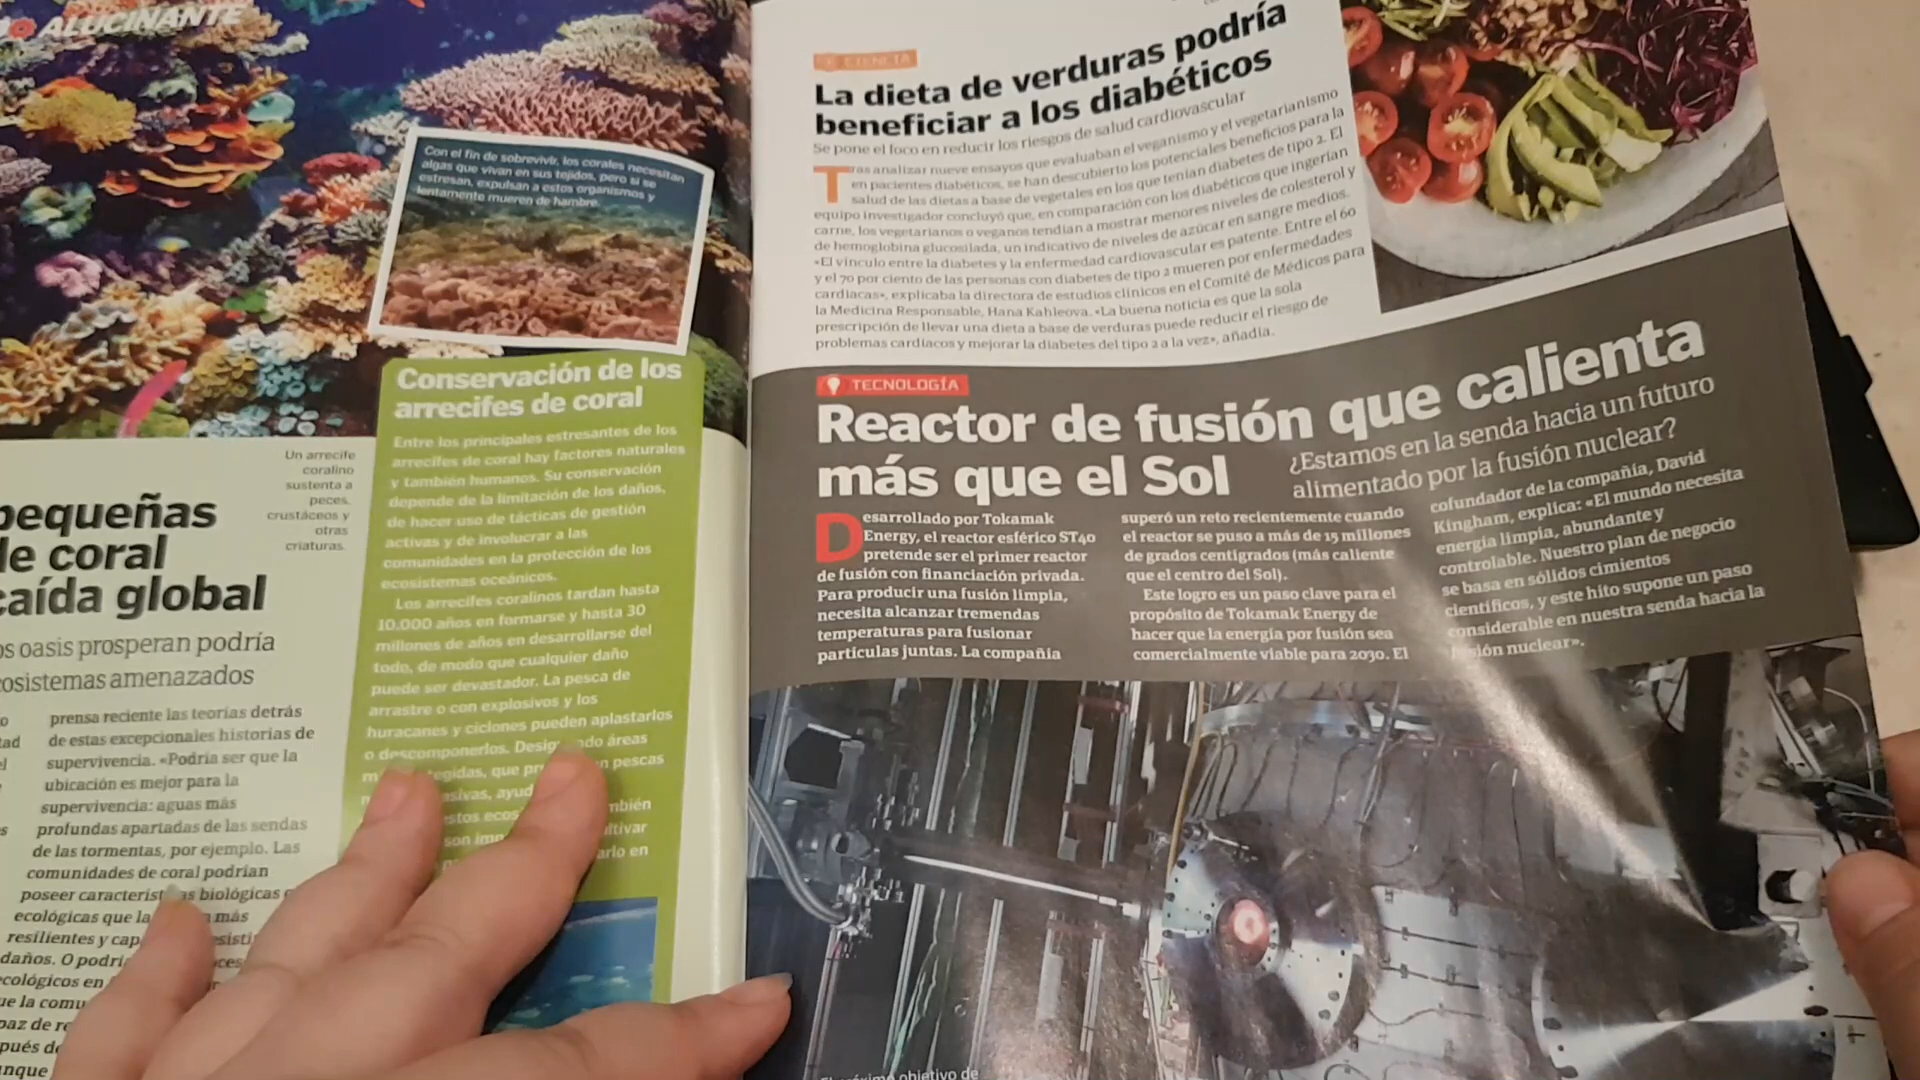 ALUCINANTE
Con el fin de sobrevivir, los corales necesitan
algas que vivan en sus tejidos, pero si se
estresan, expulsan a estos organismos y
lentamente mueren de hambre.
Un arrecife
coralino
sustenta a
peces,
crustáceos y
otras
criaturas.
pequeñas
de coral
caída global
oasis prosperan podría
amenazados
prensa reciente las teorías detrás
de estas excepcionales historias de
supervivencia. «Podría ser que la
ubicación es mejor para la
supervivencia: aguas más
profundas apartadas de las sendas
de las tormentas, por ejemplo. Las
comunidades de coral podrían
poseer biológicas
ecológicas que más
resilientes y
daños. O
ecológicos en
Conservación de los
arrecifes de coral
Entre los principales estresantes de los
arrecifes de coral hay factores naturales
y también humanos. Su conservación
depende de la limitación de los daños,
de hacer uso de tácticas de gestión
activas y de involucrar a las
comunidades en la protección de los
ecosistemas oceánicos.
Los arrecifes coralinos tardan hasta
10.000 años en formarse y hasta 30
millones de años en desarrollarse del
todo, de modo que cualquier daño
puede ser devastador. La pesca de
arrastre o con explosivos y los
huracanes y ciclones pueden aplastarlos
o descomponerlos. áreas
pescas
CIENCIA
La dieta de verduras podría
beneficiar a los diabéticos
Se pone el foco en reducir los riesgos de salud cardiovascular
Tras analizar nueve ensayos que evaluaban el veganismo y el vegetarianismo
en pacientes diabéticos, se han descubierto los potenciales beneficios para la
salud de las dietas a base de vegetales en los que tenían diabetes de tipo 2. El
equipo investigador concluyó que, en comparación con los diabéticos que ingerían
carne, los vegetarianos o veganos tendían a mostrar menores niveles de colesterol y
de hemoglobina glucosilada, un indicativo de niveles de azúcar en sangre medios.
«El vínculo entre la diabetes y la enfermedad cardiovascular es patente. Entre el 60
y el 70 por ciento de las personas con diabetes de tipo 2 mueren por enfermedades
cardíacas», explicaba la directora de estudios clínicos en el Comité de Médicos para
la Medicina Responsable, Hana Kahleova. «La buena noticia es que la sola
prescripción de llevar una dieta a base de verduras puede reducir el riesgo de
problemas cardíacos y mejorar la diabetes del tipo 2 a la vez», añadía.
TECNOLOGÍA
Reactor de fusión que calienta
más que el Sol
¿Estamos en la senda hacia un futuro
alimentado por la fusión nuclear?
Desarrollado por Tokamak
Energy, el reactor esférico ST40
pretende ser el primer reactor
de fusión con financiación privada.
Para producir una fusión limpia,
necesita alcanzar tremendas
temperaturas para fusionar
partículas juntas. La compañía
superó un reto recientemente cuando
el reactor se puso a más de 15 millones
de grados centígrados (más caliente
que el centro del Sol).
Este logro es un paso clave para el
propósito de Tokamak Energy de
hacer que la energía por fusión sea
comercialmente viable para 2030. El
cofundador de la compañía, David
Kingham, explica: «El mundo necesita
energía limpia, abundante y
controlable. Nuestro plan de negocio
se basa en sólidos cimientos
científicos, y este hito supone un paso
considerable en nuestra senda hacia la
fusión nuclear».
objetivo de